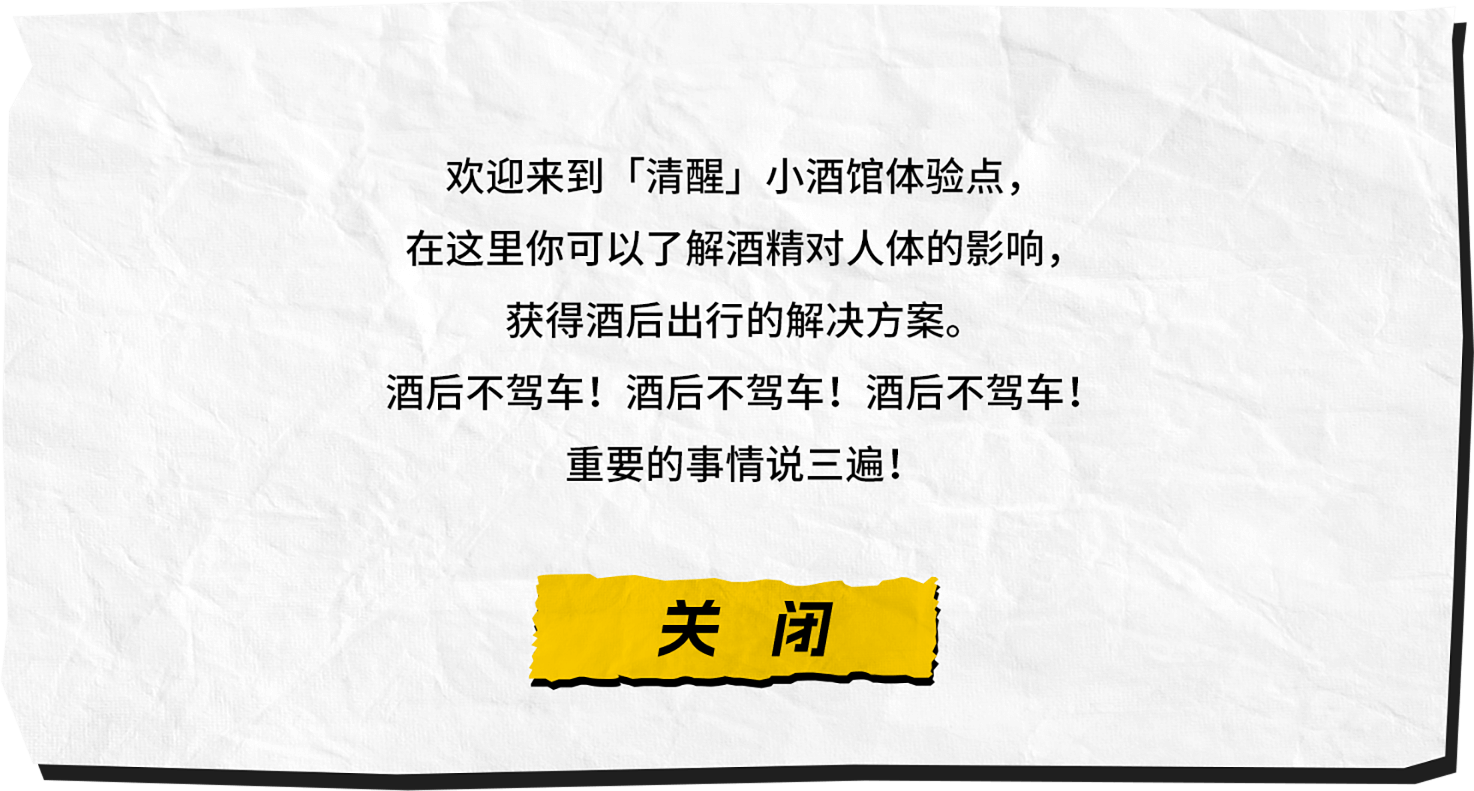 欢迎来到「清醒」小酒馆体验点，
在这里你可以了解酒精对人体的影响，
获得酒后出行的解决方案。
酒后不驾车！酒后不驾车！酒后不驾车！
重要的事情说三遍！
关 闭